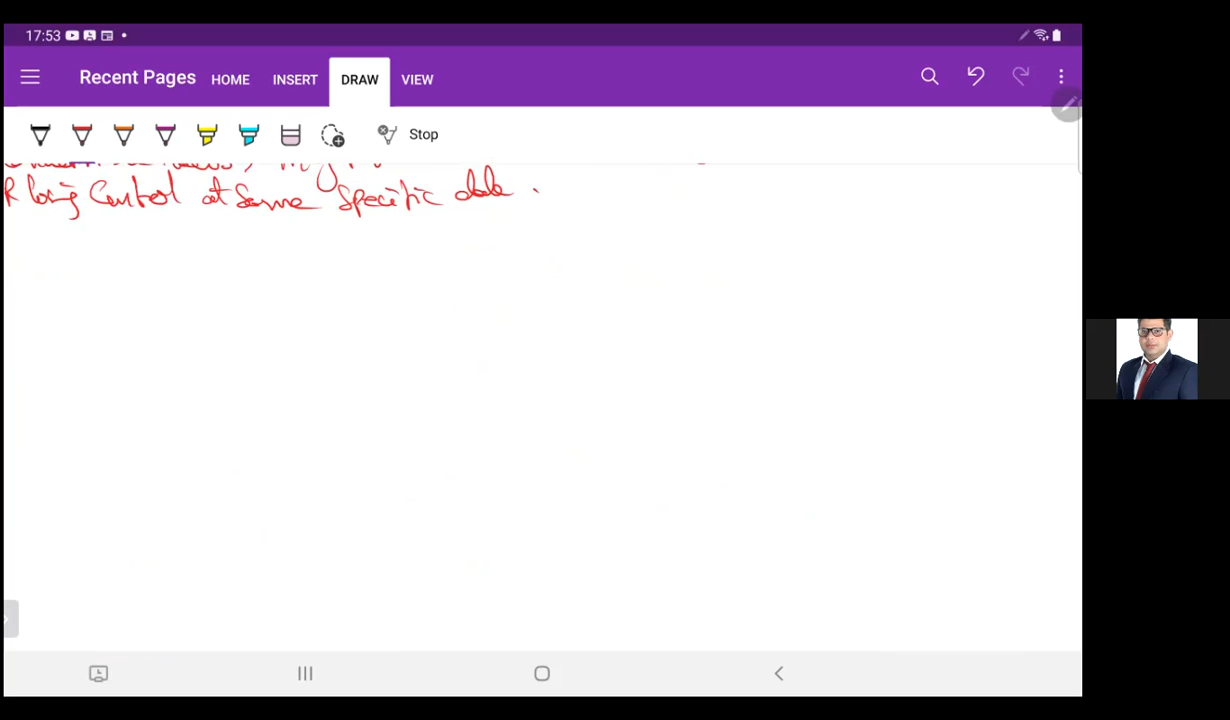 17:53
Recent Pages HOME INSERT DRAW VIEW
Stop
R losing Control at Some Specific date .